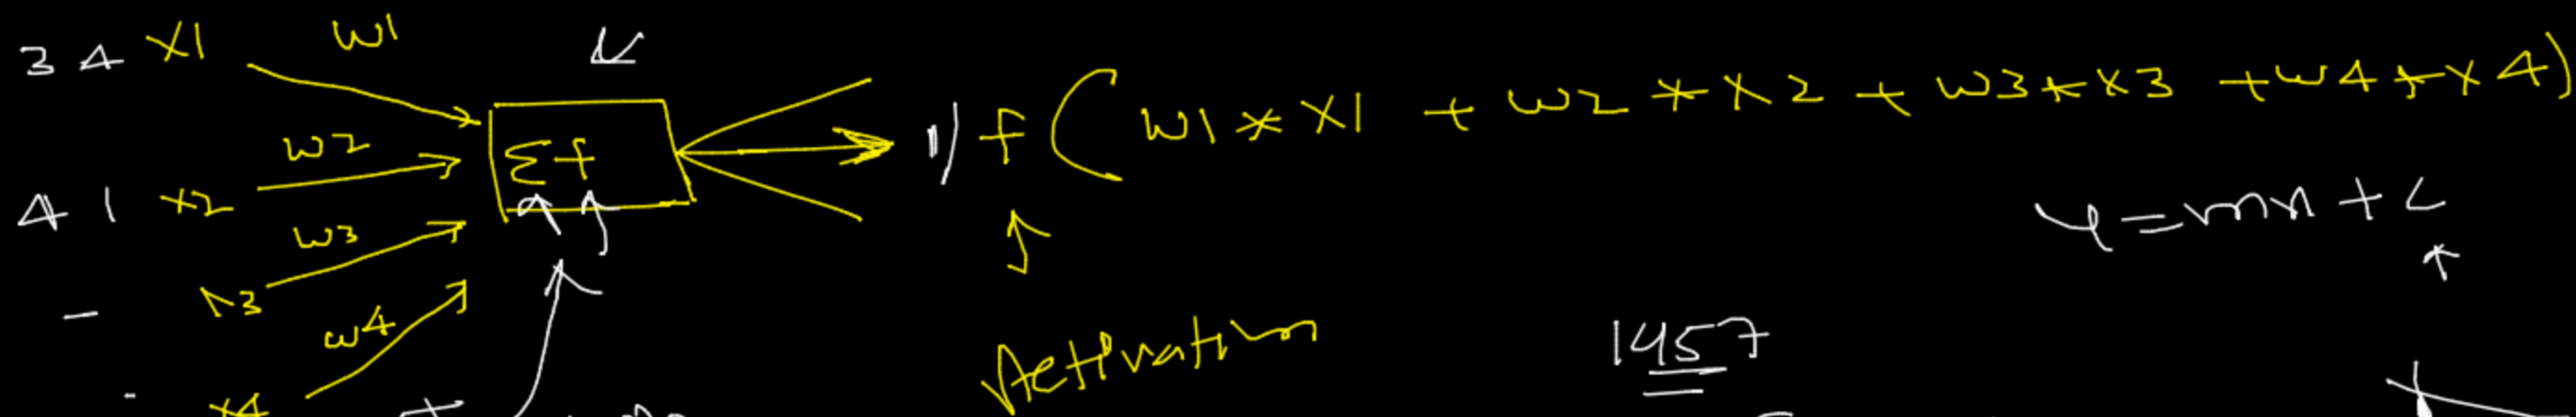 3 4 X1 w1
1) f ( w1 * X1 + w2 * X2 + w3 * X3 + w4 * X4 )
w2
Σf
4 1 x2
y = mx + c
w3
x3
w4
Activation
1457
x4